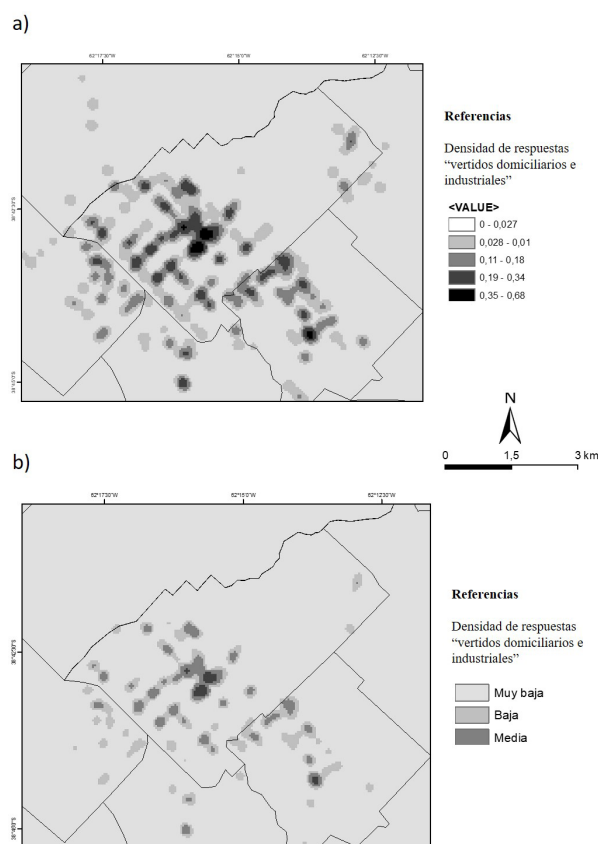 a)
62°17'30"W
62°15'0"W
62°12'30"W
38°42'30"S
38°45'0"S
Referencias
Densidad de respuestas
“vertidos domiciliarios e
industriales”
<VALUE>
0 - 0,027
0,028 - 0,01
0,11 - 0,18
0,19 - 0,34
0,35 - 0,68
N
0 1,5 3 km
b)
62°17'30"W
62°15'0"W
62°12'30"W
38°42'30"S
38°45'0"S
Referencias
Densidad de respuestas
“vertidos domiciliarios e
industriales”
Muy baja
Baja
Media